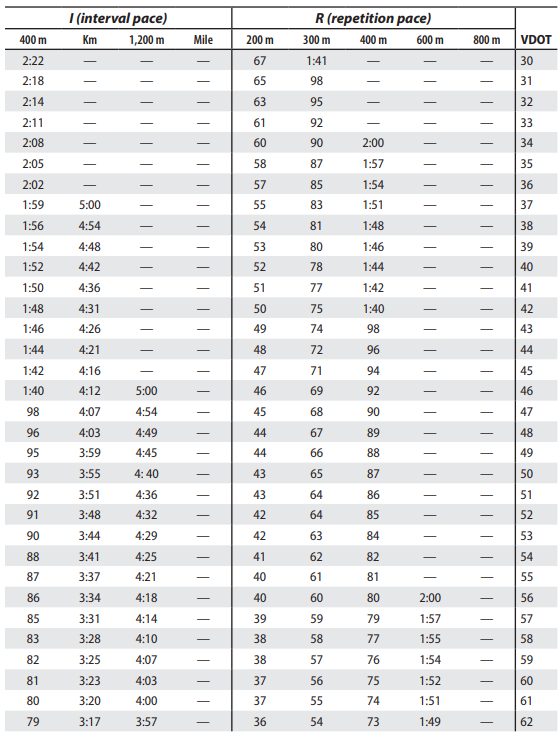 I (interval pace) R (repetition pace)
400 m Km 1,200 m Mile 200 m 300 m 400 m 600 m 800 m VDOT
2:22 — — — 67 1:41 — — — 30
2:18 — — — 65 98 — — — 31
2:14 — — — 63 95 — — — 32
2:11 — — — 61 92 — — — 33
2:08 — — — 60 90 2:00 — — 34
2:05 — — — 58 87 1:57 — — 35
2:02 — — — 57 85 1:54 — — 36
1:59 5:00 — — 55 83 1:51 — — 37
1:56 4:54 — — 54 81 1:48 — — 38
1:54 4:48 — — 53 80 1:46 — — 39
1:52 4:42 — — 52 78 1:44 — — 40
1:50 4:36 — — 51 77 1:42 — — 41
1:48 4:31 — — 50 75 1:40 — — 42
1:46 4:26 — — 49 74 98 — — 43
1:44 4:21 — — 48 72 96 — — 44
1:42 4:16 — — 47 71 94 — — 45
1:40 4:12 5:00 — 46 69 92 — — 46
98 4:07 4:54 — 45 68 90 — — 47
96 4:03 4:49 — 44 67 89 — — 48
95 3:59 4:45 — 44 66 88 — — 49
93 3:55 4: 40 — 43 65 87 — — 50
92 3:51 4:36 — 43 64 86 — — 51
91 3:48 4:32 — 42 64 85 — — 52
90 3:44 4:29 — 42 63 84 — — 53
88 3:41 4:25 — 41 62 82 — — 54
87 3:37 4:21 — 40 61 81 — — 55
86 3:34 4:18 — 40 60 80 2:00 — 56
85 3:31 4:14 — 39 59 79 1:57 — 57
83 3:28 4:10 — 38 58 77 1:55 — 58
82 3:25 4:07 — 38 57 76 1:54 — 59
81 3:23 4:03 — 37 56 75 1:52 — 60
80 3:20 4:00 — 37 55 74 1:51 — 61
79 3:17 3:57 — 36 54 73 1:49 — 62